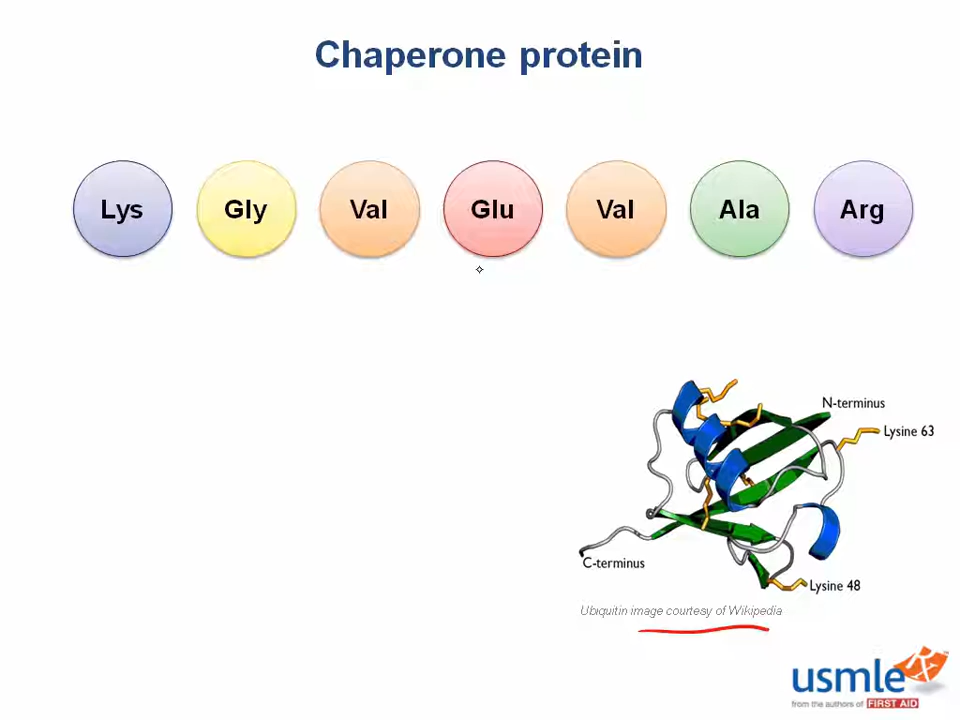 Chaperone protein
Lys Gly Val Glu Val Ala Arg
N-terminus
Lysine 63
C-terminus
Lysine 48
Ubiquitin image courtesy of Wikipedia
usmle Rx
from the authors of FIRST AID